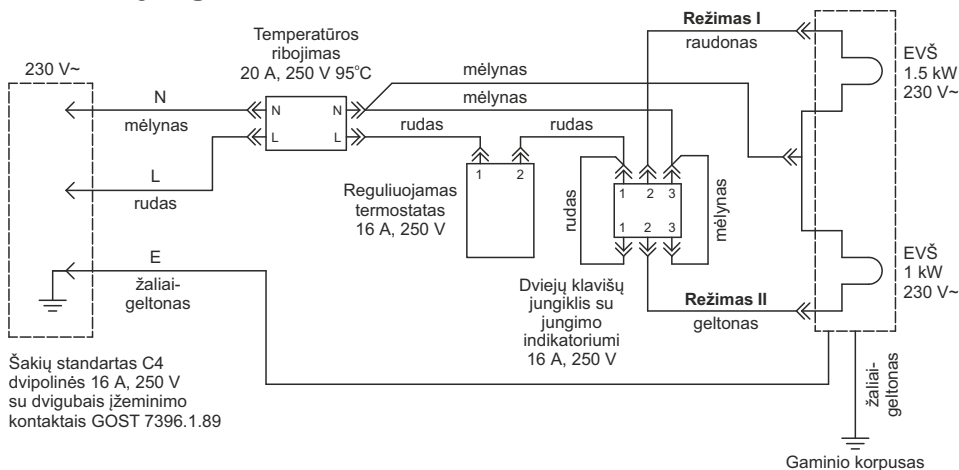 230 V~
N
mėlynas
L
rudas
E
žaliai-
geltonas
Šakių standartas C4
dvipolinės 16 A, 250 V
su dvigubais įžeminimo
kontaktais GOST 7396.1.89
Temperatūros
ribojimas
20 A, 250 V 95°C
N
N
L
L
mėlynas
mėlynas
rudas
rudas
1
2
Reguliuojamas
termostatas
16 A, 250 V
Režimas I
raudonas
rudas
1
2
3
1
2
3
mėlynas
Režimas II
geltonas
Dviejų klavišų
jungiklis su
jungimo
indikatoriumi
16 A, 250 V
EVŠ
1.5 kW
230 V~
EVŠ
1 kW
230 V~
žaliai-
geltonas
Gaminio korpusas